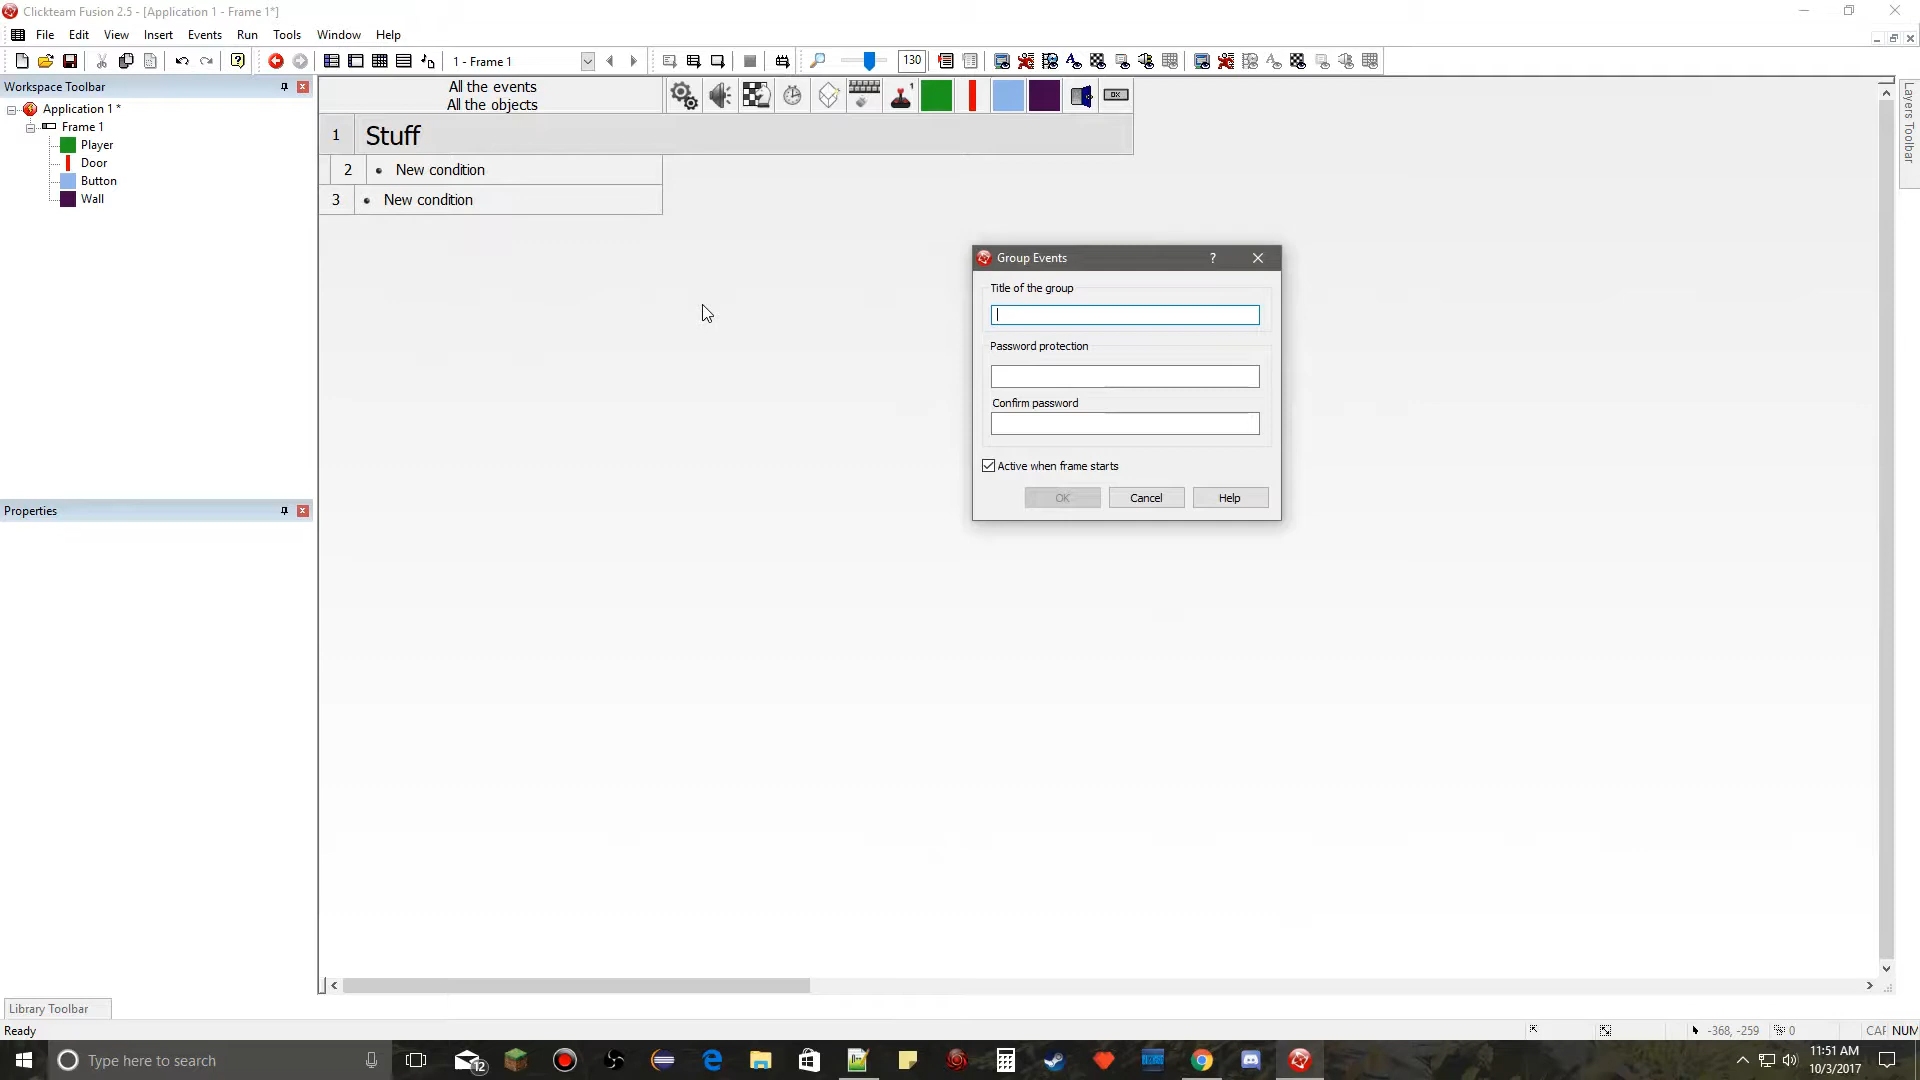 Clickteam Fusion 2.5 - [Application 1 - Frame 1*]
File Edit View Insert Events Run Tools Window Help
1 - Frame 1
130
Workspace Toolbar
Application 1 *
Frame 1
Player
Door
Button
Wall
All the events
All the objects
1
1 Stuff
2 • New condition
3 • New condition
Group Events ?
Title of the group
Password protection
Confirm password
Active when frame starts
OK Cancel Help
Properties
Library Toolbar
Layers Toolbar
Ready
-368, -259 0 CAP NUM
Type here to search
12
11:51 AM
10/3/2017